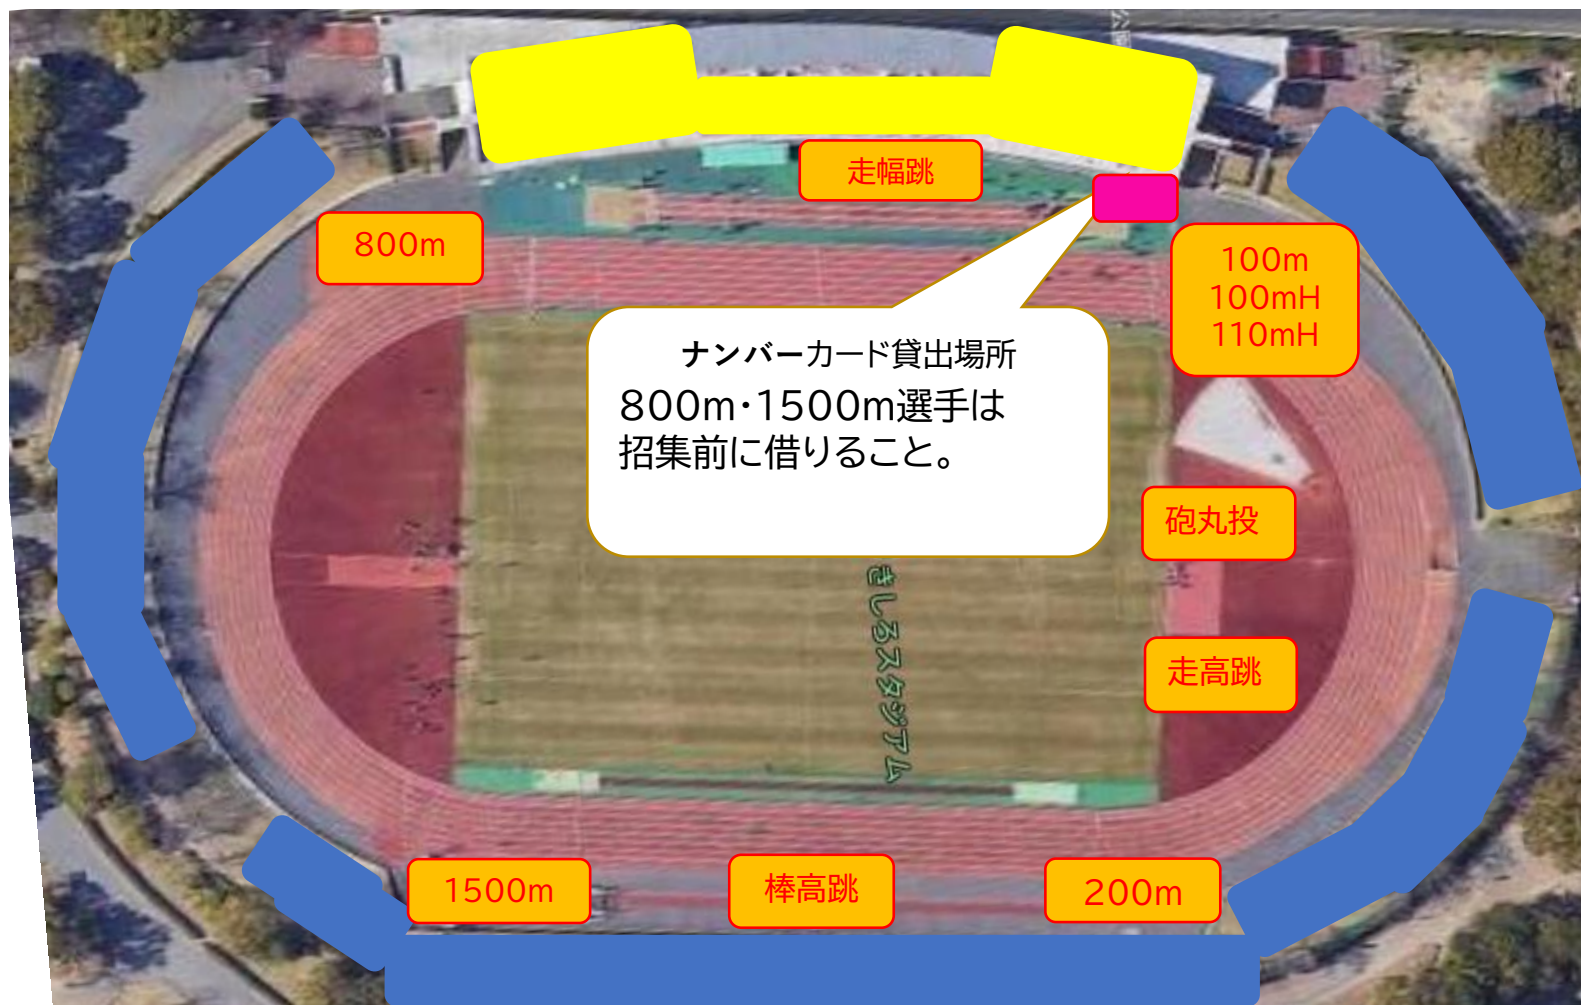 走幅跳
800m
100m
100mH
110mH
ナンバーカード貸出場所
800m・1500m選手は
招集前に借りること。
砲丸投
きしろスタジアム
走高跳
1500m
棒高跳
200m